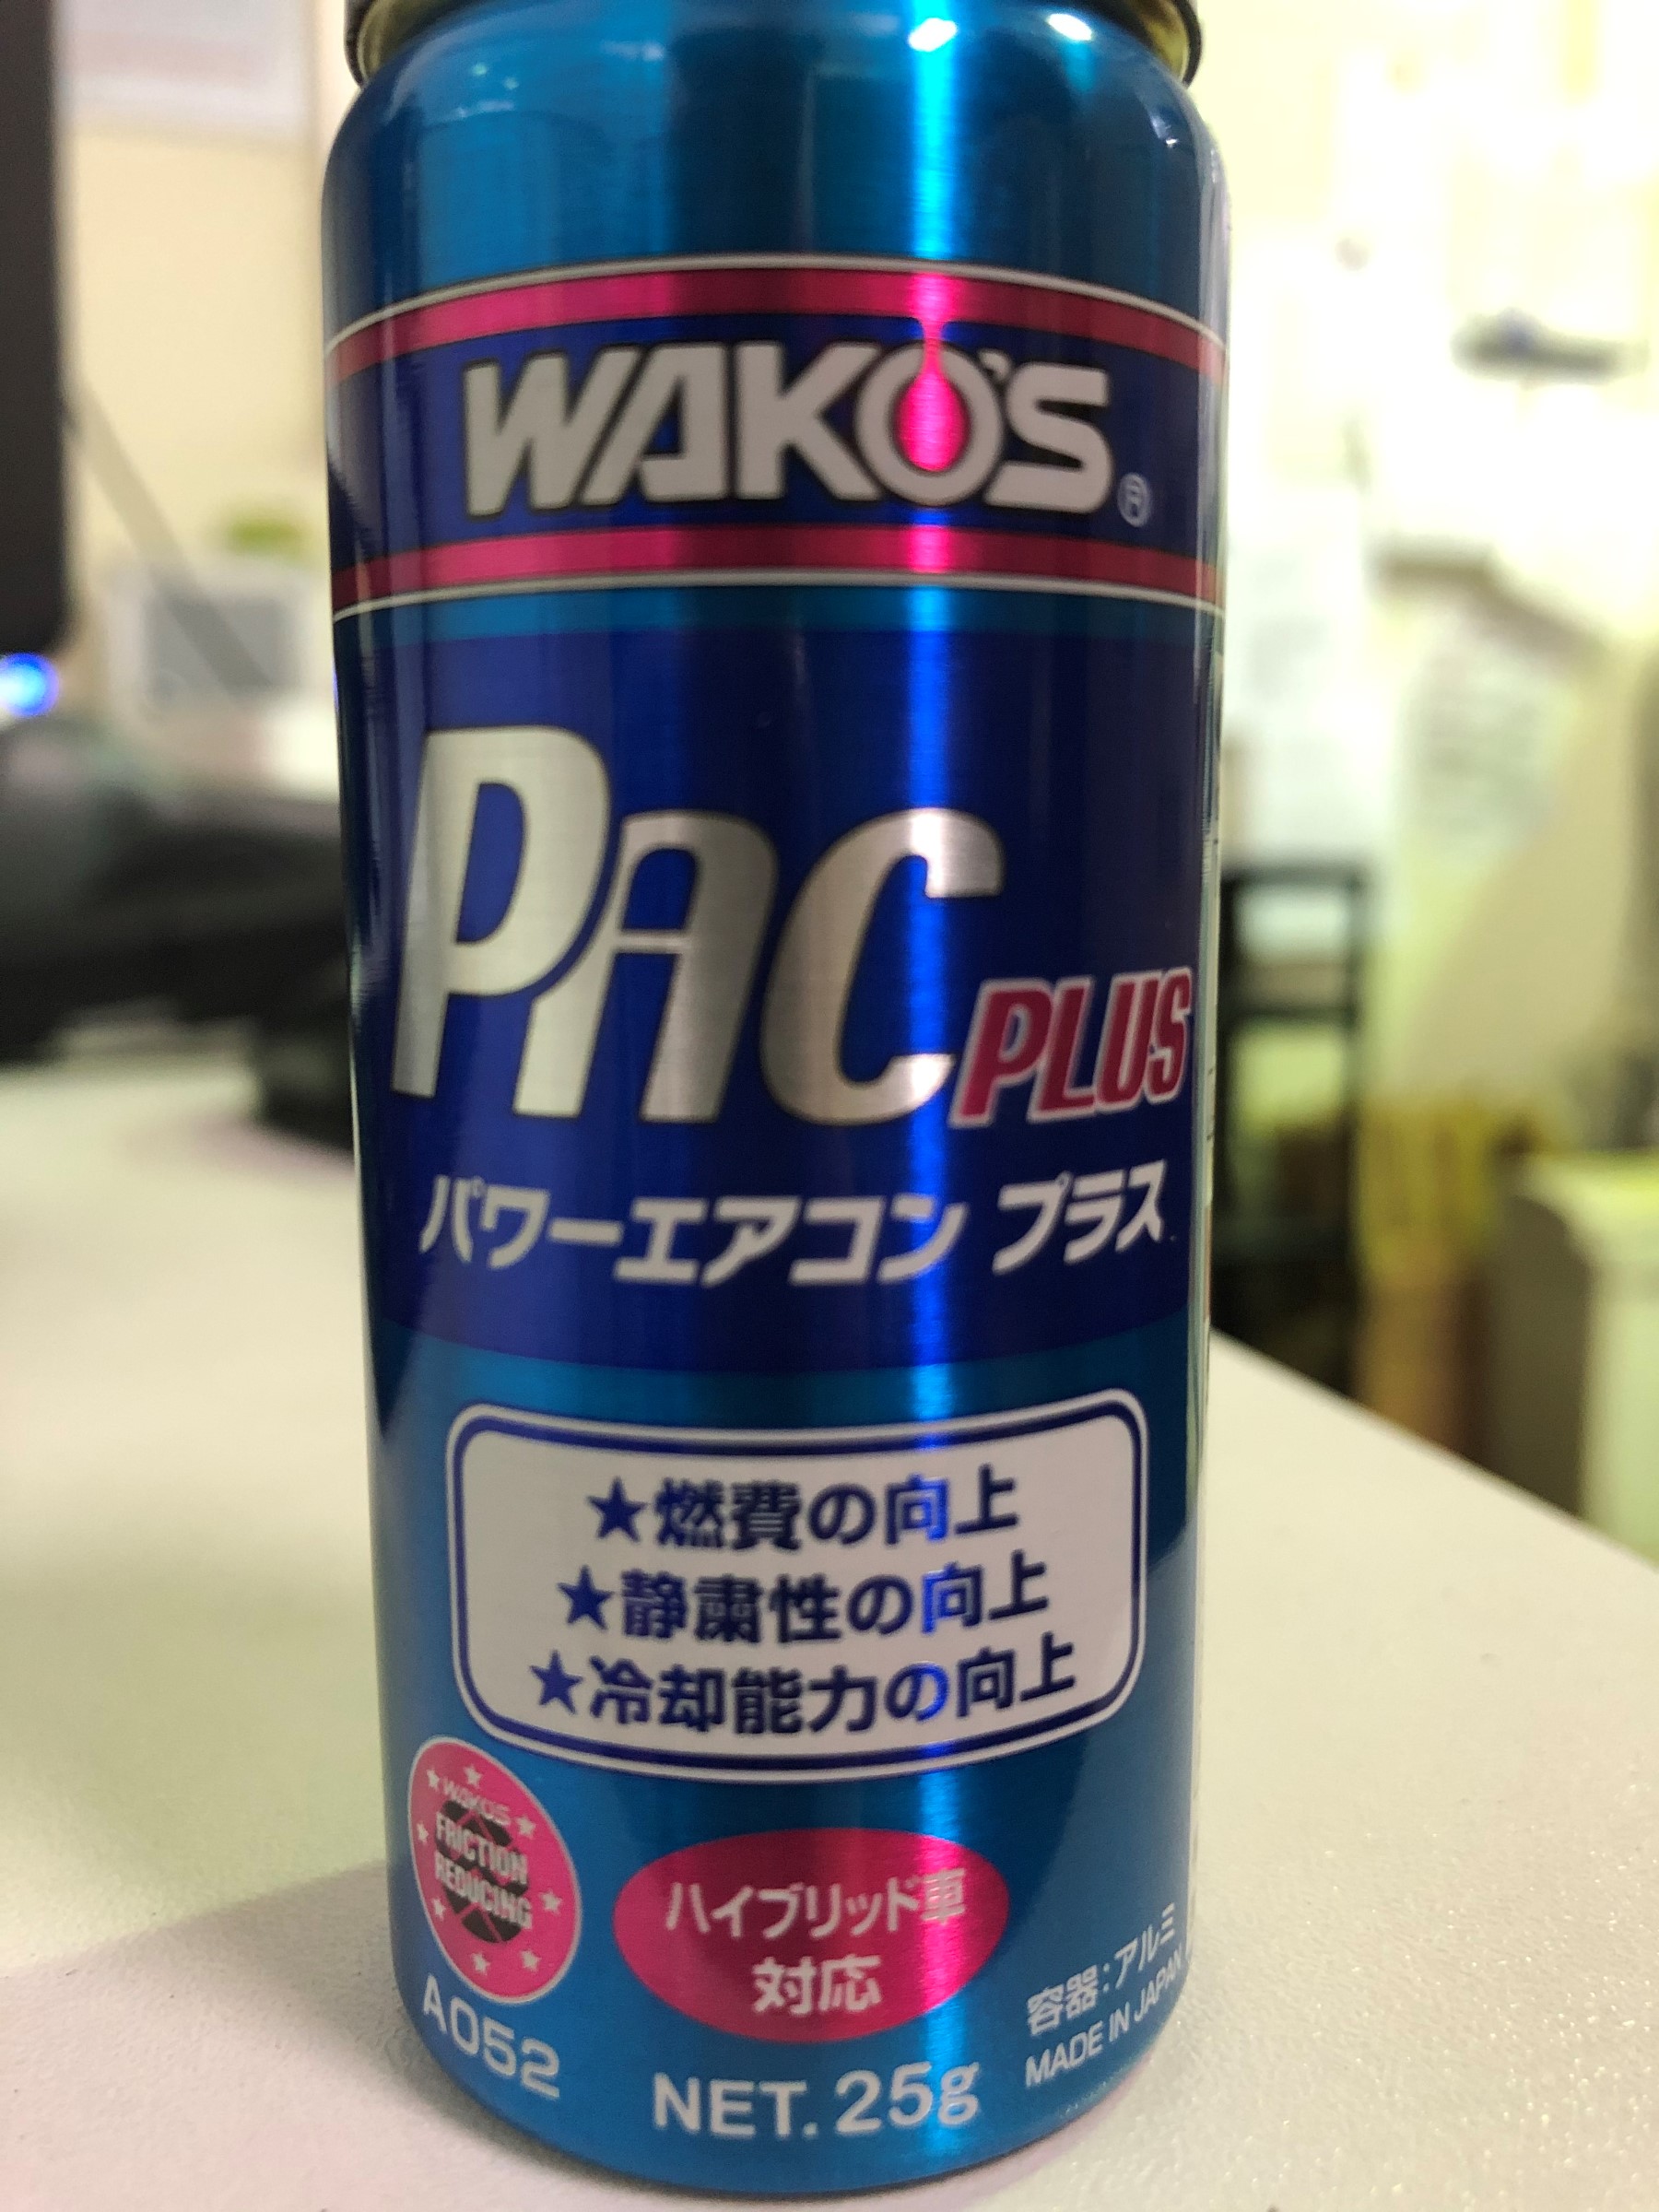 WAKO'S®
PAC PLUS
パワーエアコン プラス
★燃費の向上
★静粛性の向上
★冷却能力の向上
WAKO'S
FRICTION
REDUCING
ハイブリッド車
対応
A052
NET. 25g
容器:アルミ
MADE IN JAPAN